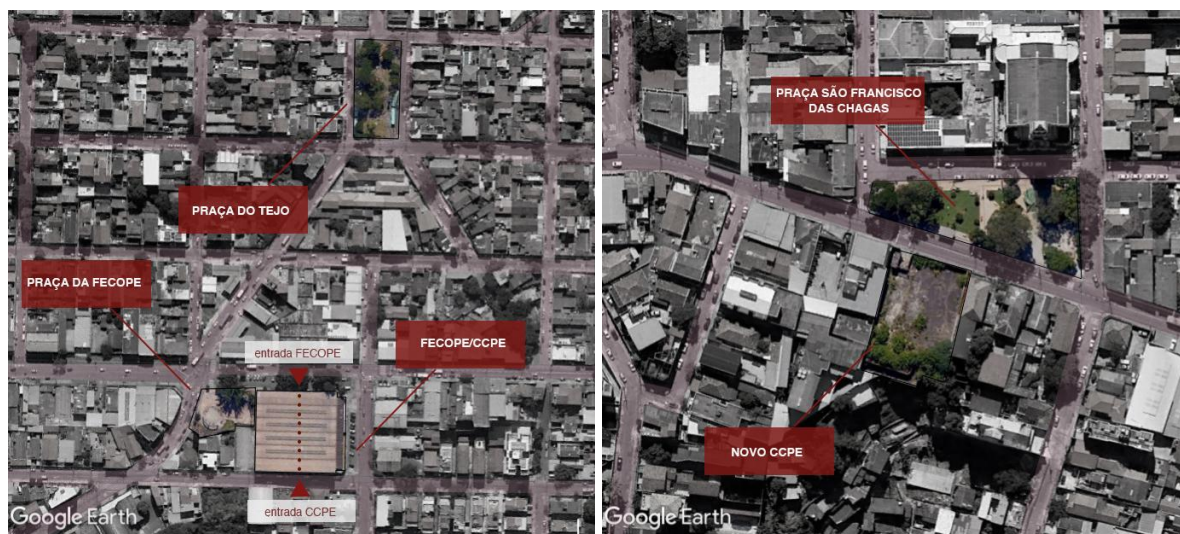 PRAÇA DO TEJO
PRAÇA DA FECOPE
FECOPE/CCPE
entrada FECOPE
entrada CCPE
Google Earth
PRAÇA SÃO FRANCISCO
DAS CHAGAS
NOVO CCPE
Google Earth